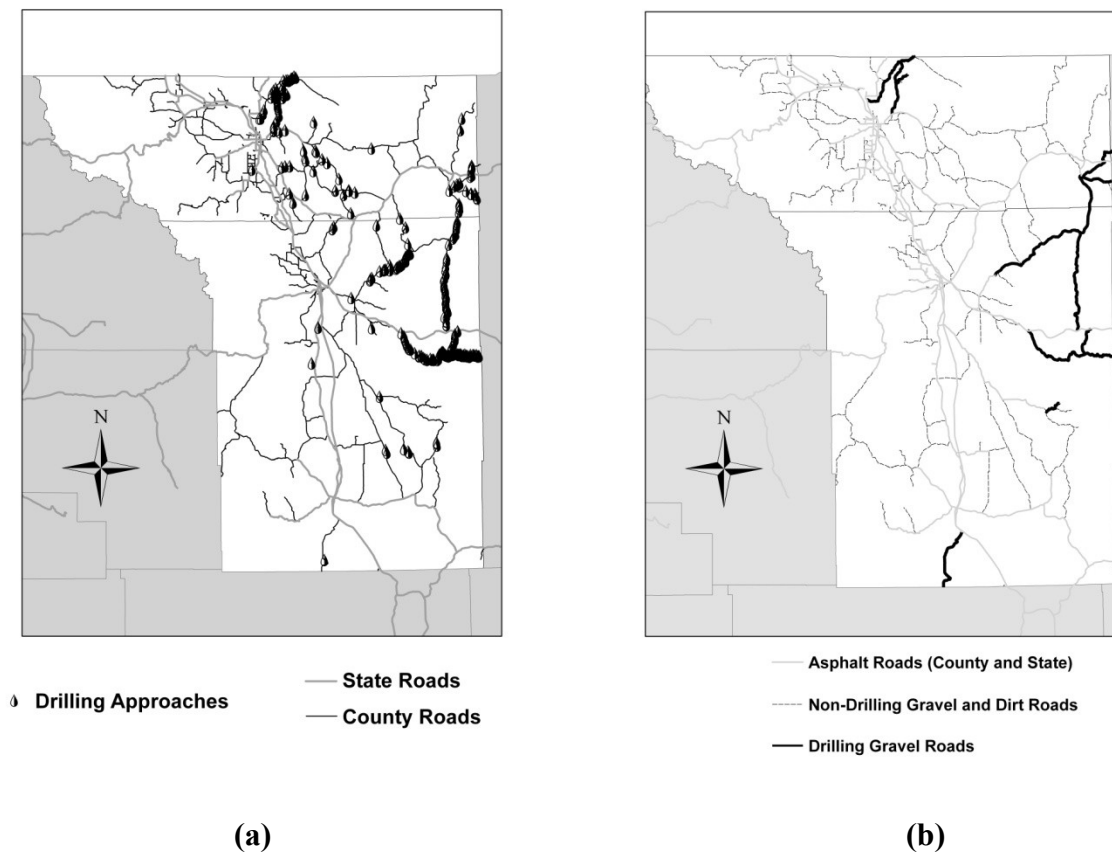 N
Drilling Approaches
State Roads
County Roads
(a)
N
Asphalt Roads (County and State)
Non-Drilling Gravel and Dirt Roads
Drilling Gravel Roads
(b)